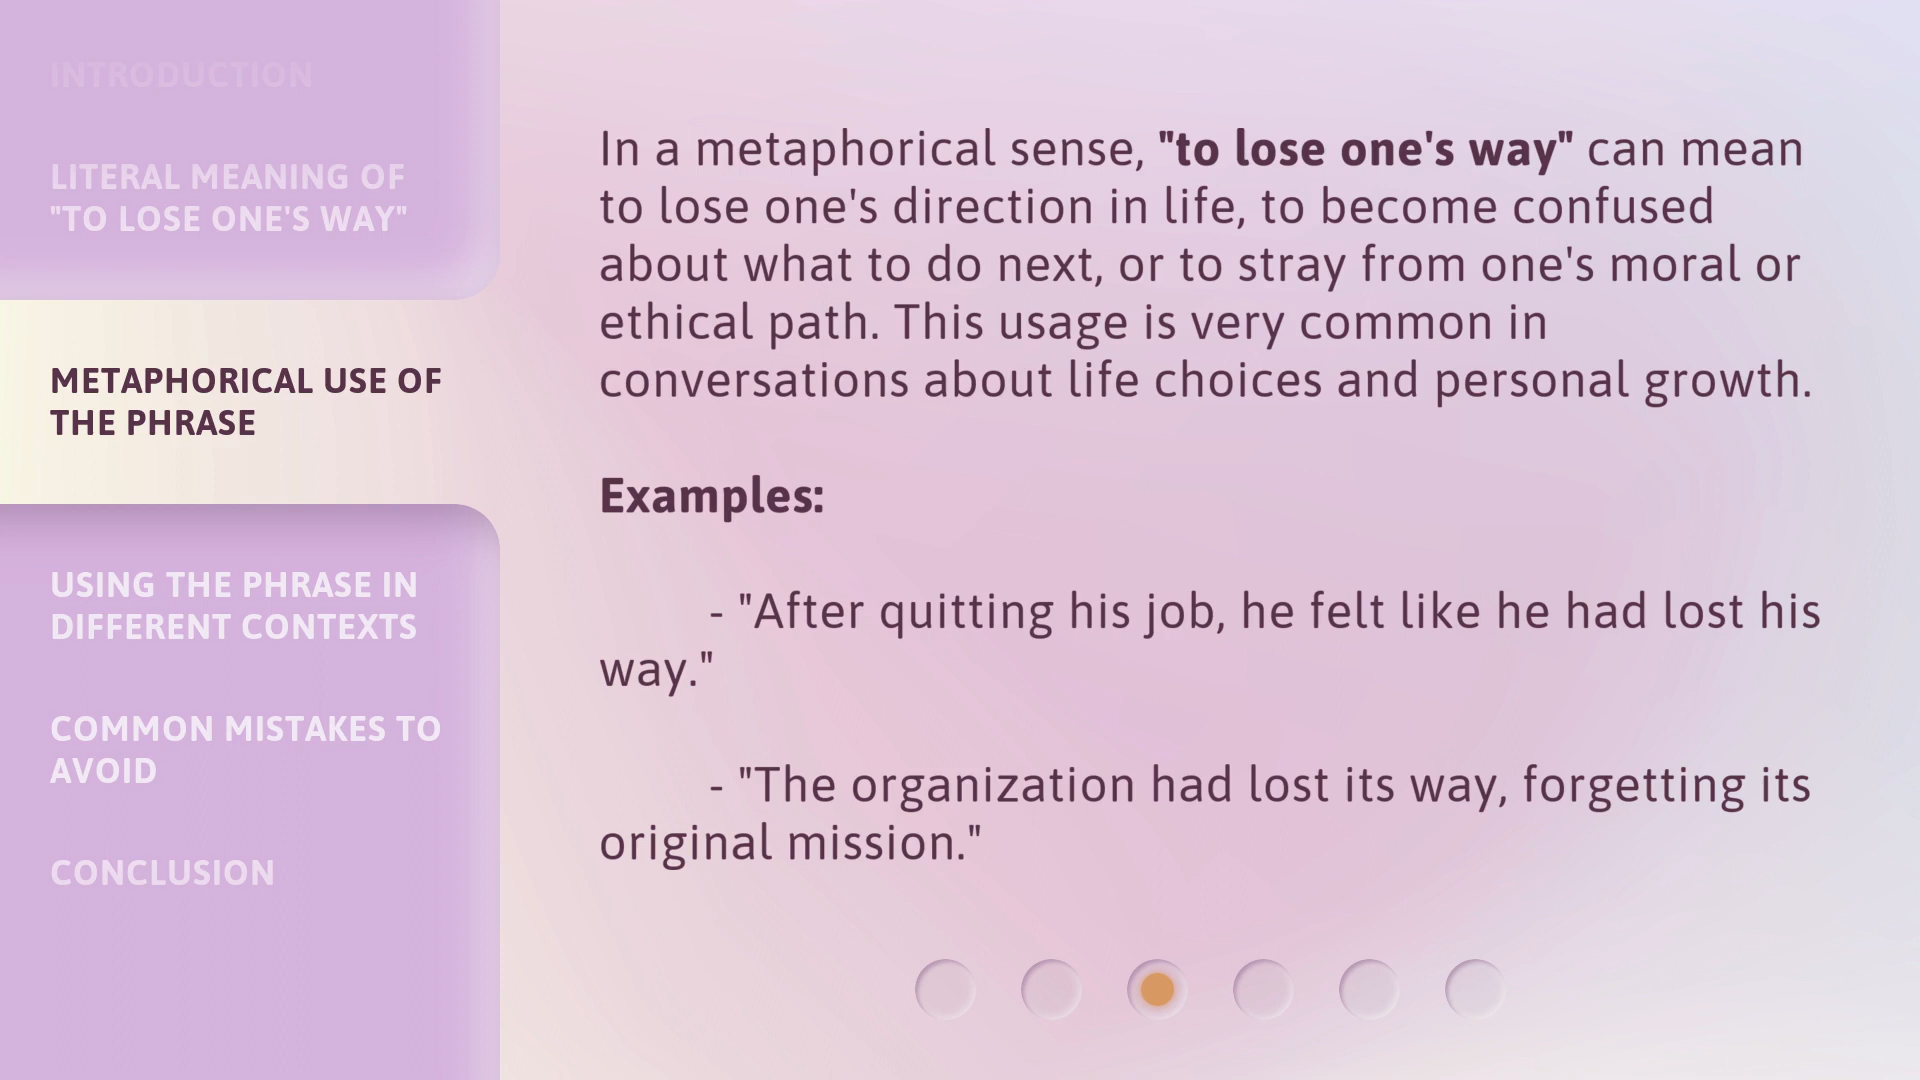 INTRODUCTION
LITERAL MEANING OF
"TO LOSE ONE'S WAY"
METAPHORICAL USE OF
THE PHRASE
USING THE PHRASE IN
DIFFERENT CONTEXTS
COMMON MISTAKES TO
AVOID
CONCLUSION
In a metaphorical sense, "to lose one's way" can mean
to lose one's direction in life, to become confused
about what to do next, or to stray from one's moral or
ethical path. This usage is very common in
conversations about life choices and personal growth.
Examples:
- "After quitting his job, he felt like he had lost his
way."
- "The organization had lost its way, forgetting its
original mission."